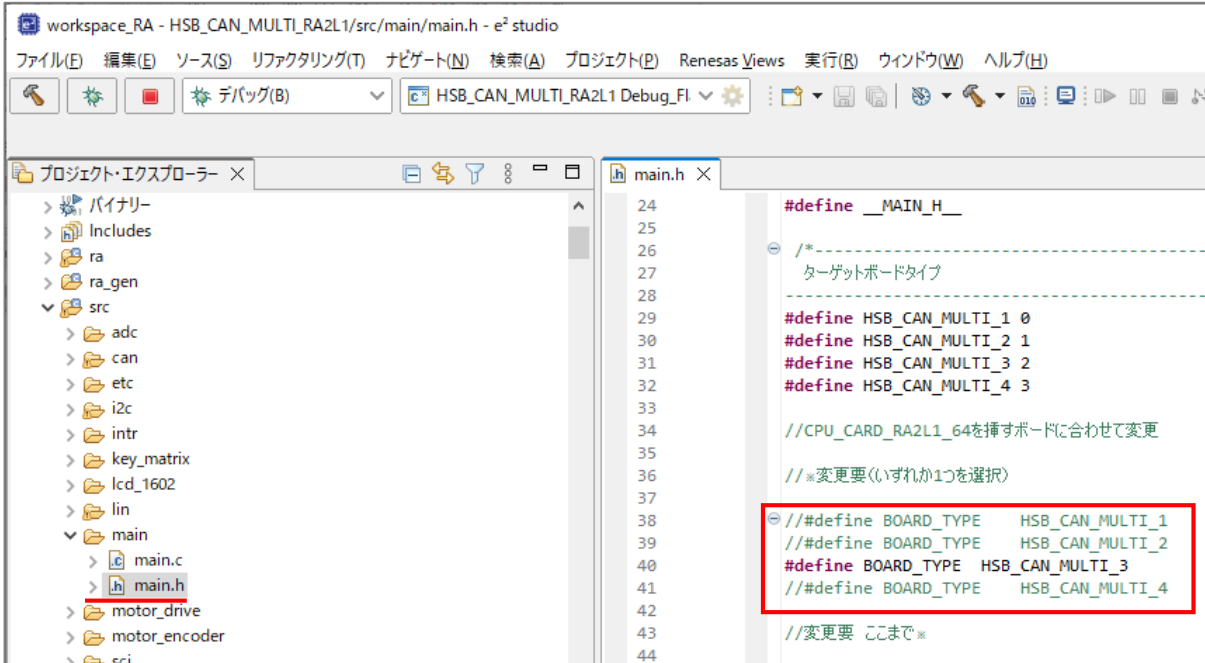 workspace_RA - HSB_CAN_MULTI_RA2L1/src/main/main.h - e² studio
ファイル(F) 編集(E) ソース(S) リファクタリング(T) ナビゲート(N) 検索(A) プロジェクト(P) Renesas Views 実行(R) ウィンドウ(W) ヘルプ(H)
デバッグ(B) HSB_CAN_MULTI_RA2L1 Debug_Fl
プロジェクト・エクスプローラー
バイナリー
Includes
ra
ra_gen
src
adc
can
etc
i2c
intr
key_matrix
lcd_1602
lin
main
main.c
main.h
motor_drive
motor_encoder
sci
main.h
24 #define __MAIN_H__
25
26 /*------------------------------------------
27 ターゲットボードタイプ
28 ------------------------------------------
29 #define HSB_CAN_MULTI_1 0
30 #define HSB_CAN_MULTI_2 1
31 #define HSB_CAN_MULTI_3 2
32 #define HSB_CAN_MULTI_4 3
33
34 //CPU_CARD_RA2L1_64を挿すボードに合わせて変更
35
36 //※変更要(いずれか1つを選択)
37
38 //#define BOARD_TYPE HSB_CAN_MULTI_1
39 //#define BOARD_TYPE HSB_CAN_MULTI_2
40 #define BOARD_TYPE HSB_CAN_MULTI_3
41 //#define BOARD_TYPE HSB_CAN_MULTI_4
42
43 //変更要 ここまで※
44